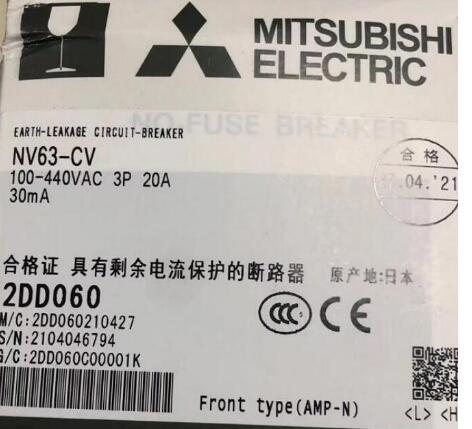 MITSUBISHI
ELECTRIC
NO-FUSE BREAKER
EARTH-LEAKAGE CIRCUIT-BREAKER
NV63-CV
100-440VAC 3P 20A
30mA
合格
04.'21
合格证 具有剩余电流保护的断路器 原产地:日本
2DD060
M/C:2DD060210427
S/N:2104046794
G/C:2DD060C00001K
CCC
CE
Front type(AMP-N)
<L> <H